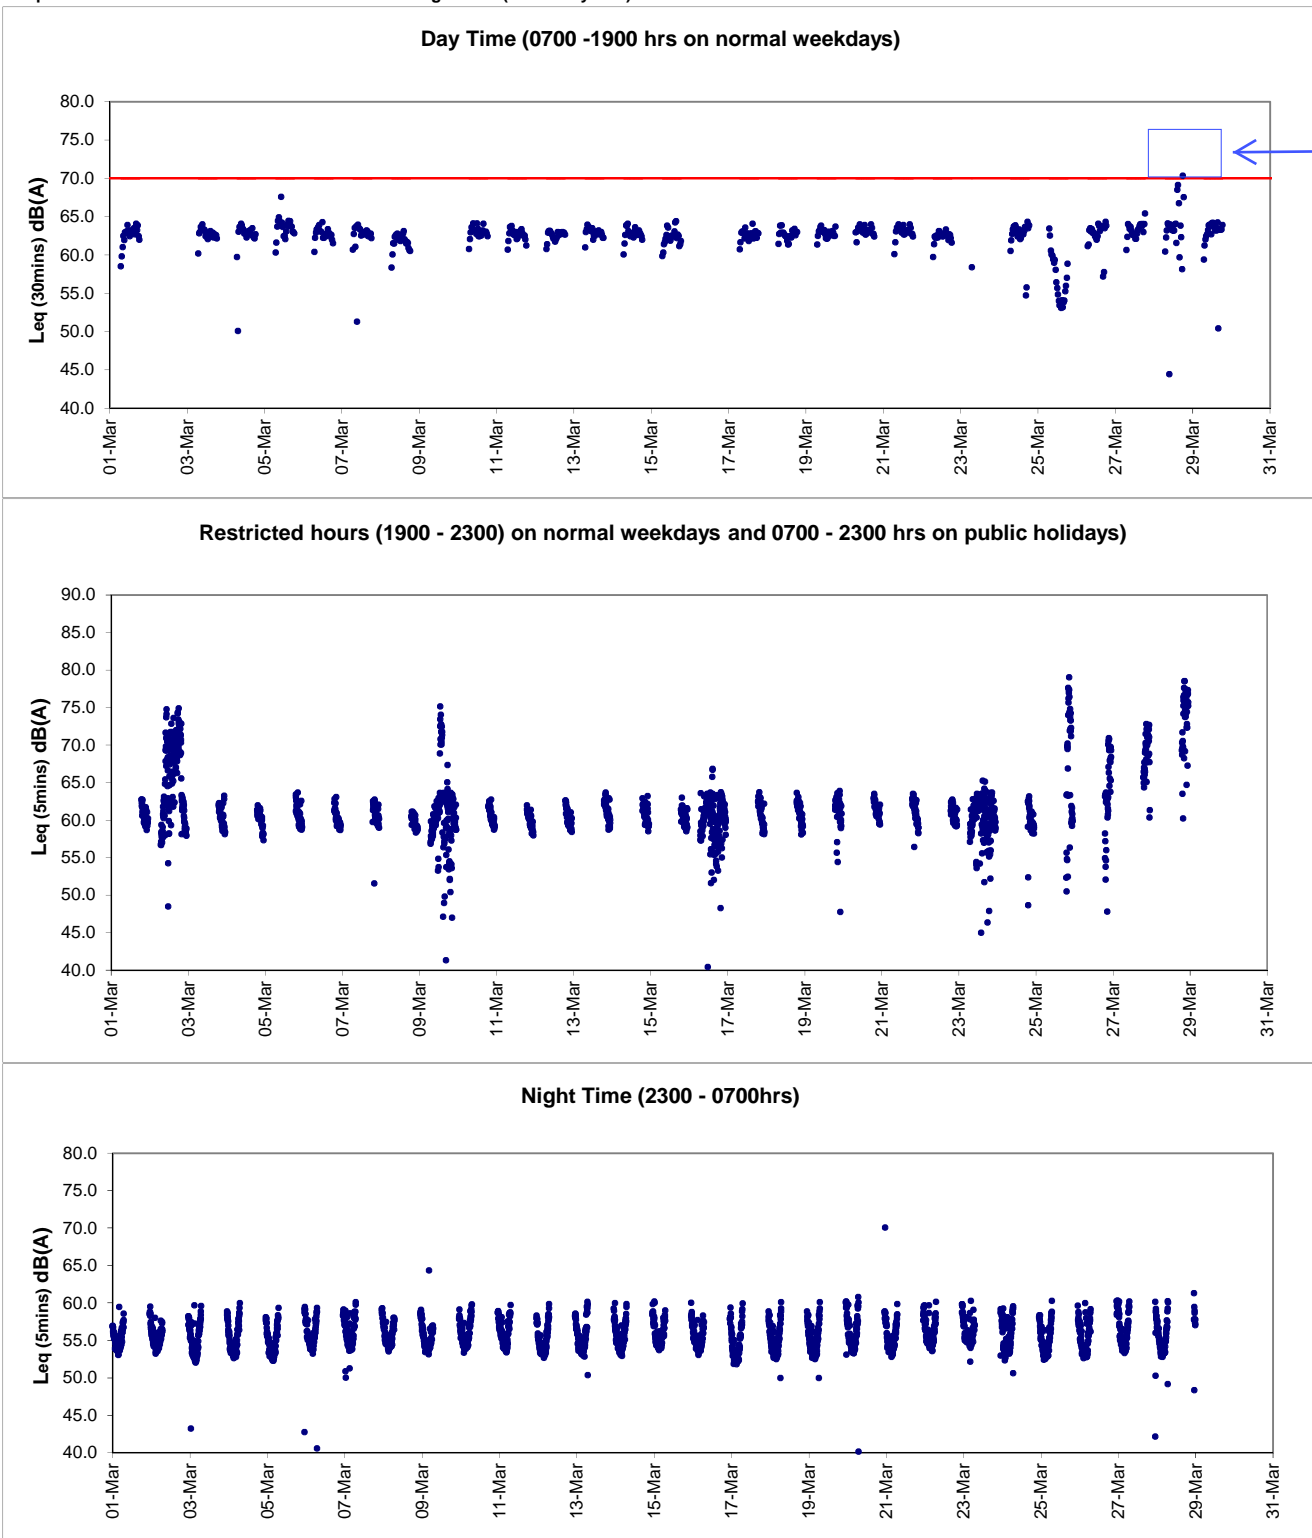 Day Time (0700 -1900 hrs on normal weekdays)
80.0
75.0
70.0
65.0
60.0
55.0
50.0
45.0
40.0
Leq (30mins) dB(A)
01-Mar
03-Mar
05-Mar
07-Mar
09-Mar
11-Mar
13-Mar
15-Mar
17-Mar
19-Mar
21-Mar
23-Mar
25-Mar
27-Mar
29-Mar
31-Mar
Restricted hours (1900 - 2300) on normal weekdays and 0700 - 2300 hrs on public holidays)
90.0
85.0
80.0
75.0
70.0
65.0
60.0
55.0
50.0
45.0
40.0
Leq (5mins) dB(A)
01-Mar
03-Mar
05-Mar
07-Mar
09-Mar
11-Mar
13-Mar
15-Mar
17-Mar
19-Mar
21-Mar
23-Mar
25-Mar
27-Mar
29-Mar
31-Mar
Night Time (2300 - 0700hrs)
80.0
75.0
70.0
65.0
60.0
55.0
50.0
45.0
40.0
Leq (5mins) dB(A)
01-Mar
03-Mar
05-Mar
07-Mar
09-Mar
11-Mar
13-Mar
15-Mar
17-Mar
19-Mar
21-Mar
23-Mar
25-Mar
27-Mar
29-Mar
31-Mar